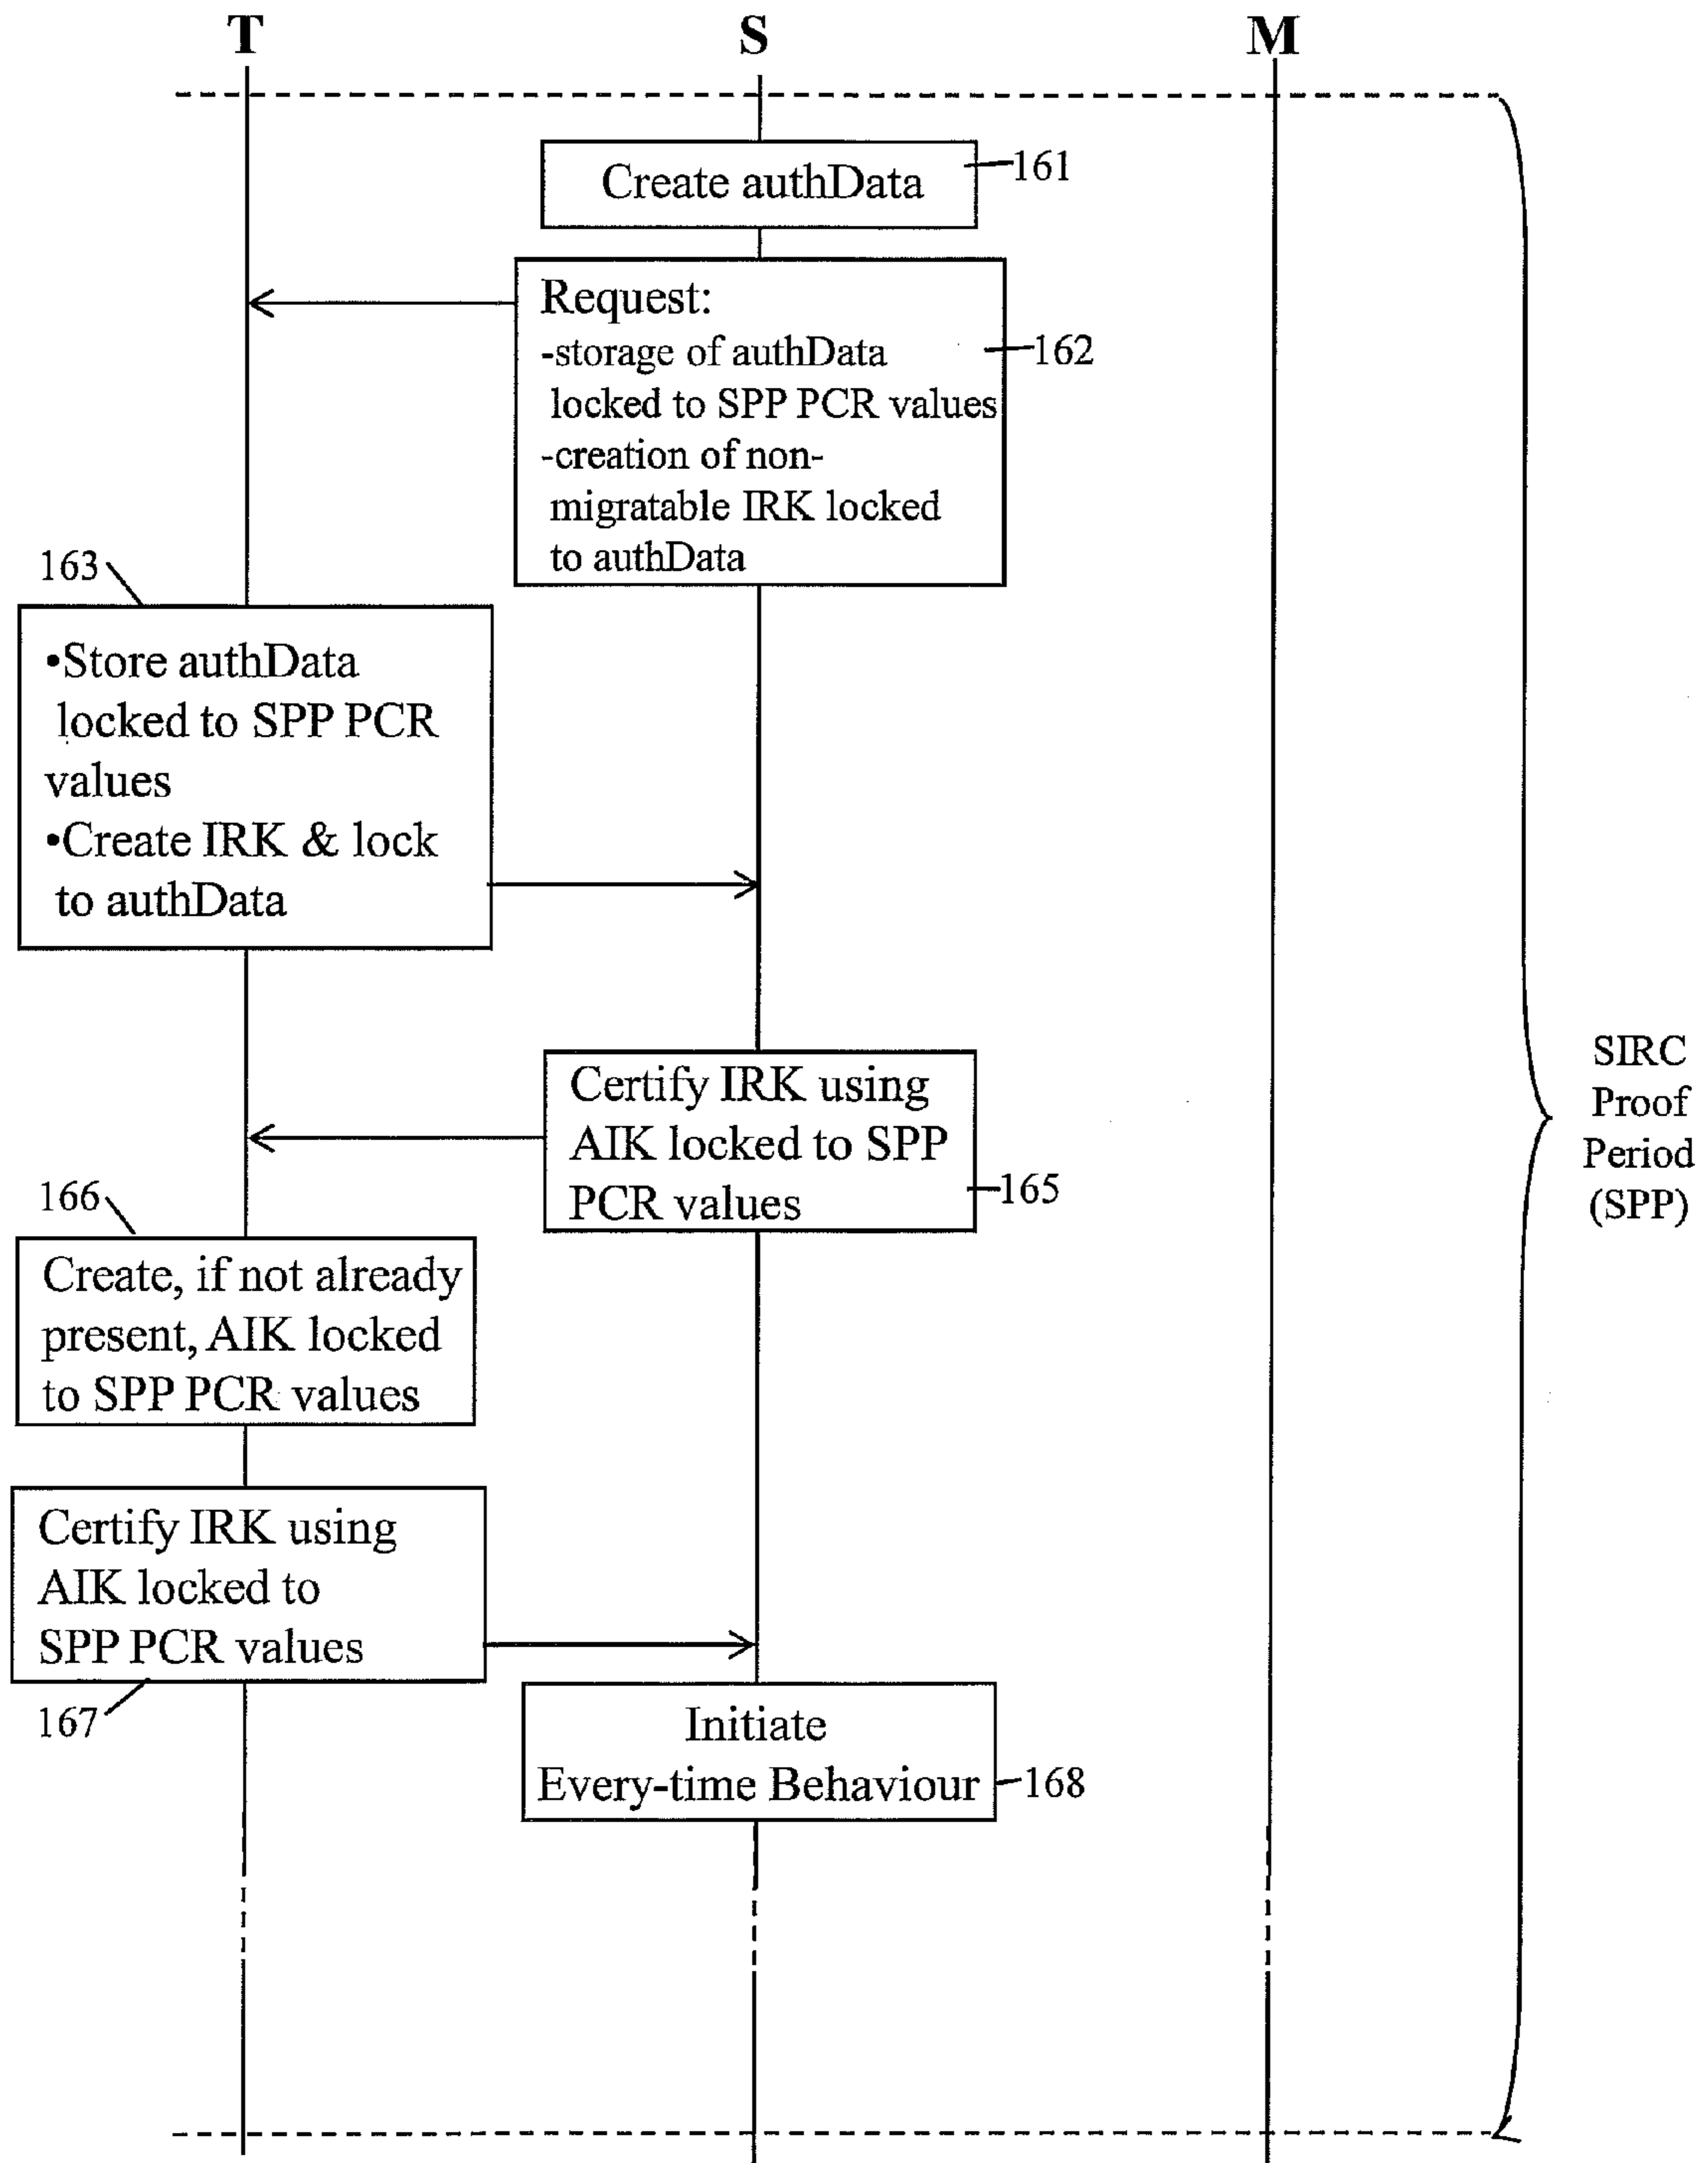 T S M
Create authData
161
Request:
-storage of authData
locked to SPP PCR values
-creation of non-
migratable IRK locked
to authData
162
163
•Store authData
locked to SPP PCR
values
•Create IRK & lock
to authData
Certify IRK using
AIK locked to SPP
PCR values
165
SIRC
Proof
Period
(SPP)
166
Create, if not already
present, AIK locked
to SPP PCR values
Certify IRK using
AIK locked to
SPP PCR values
167
Initiate
Every-time Behaviour
168